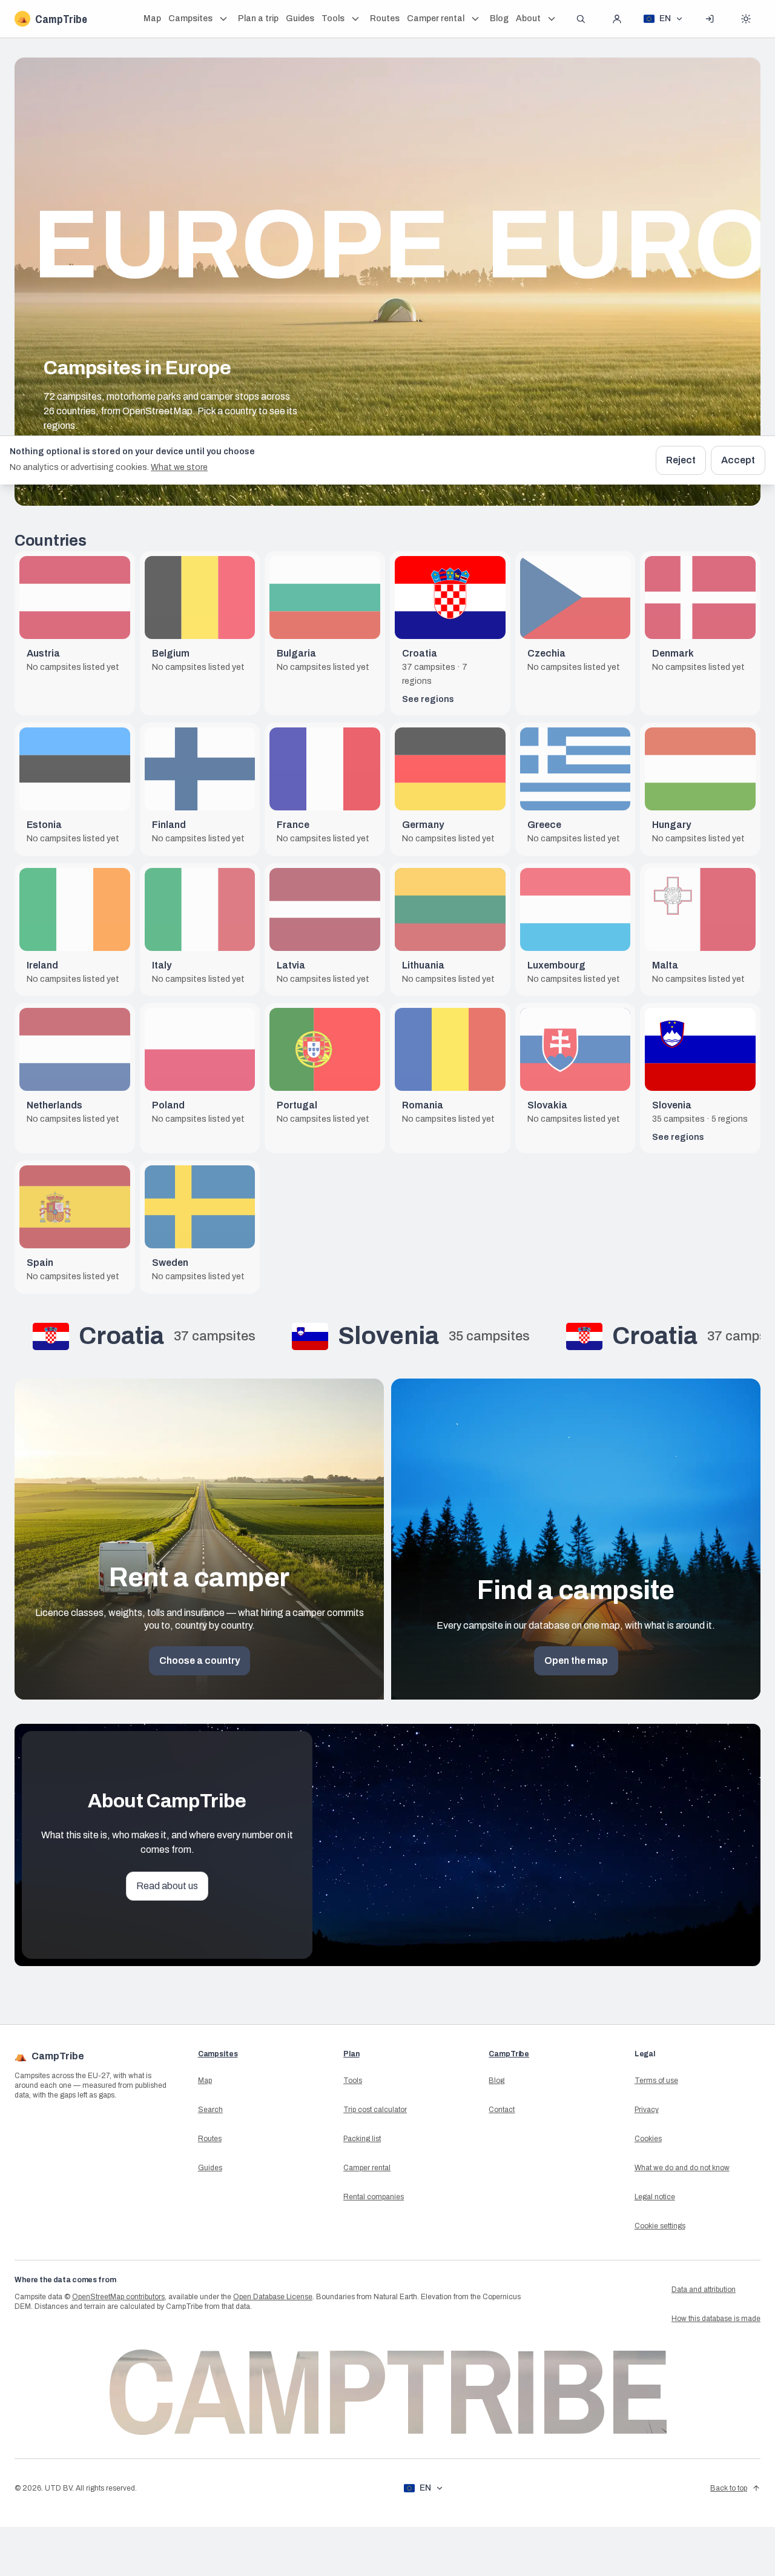 CampTribe
Map Campsites Plan a trip Guides Tools Routes Camper rental Blog About EN
EUROPE EURO
Campsites in Europe
72 campsites, motorhome parks and camper stops across
26 countries, from OpenStreetMap. Pick a country to see its
regions.
Nothing optional is stored on your device until you choose
No analytics or advertising cookies. What we store
Reject Accept
Countries
Austria
No campsites listed yet
Belgium
No campsites listed yet
Bulgaria
No campsites listed yet
Croatia
37 campsites · 7
regions
See regions
Czechia
No campsites listed yet
Denmark
No campsites listed yet
Estonia
No campsites listed yet
Finland
No campsites listed yet
France
No campsites listed yet
Germany
No campsites listed yet
Greece
No campsites listed yet
Hungary
No campsites listed yet
Ireland
No campsites listed yet
Italy
No campsites listed yet
Latvia
No campsites listed yet
Lithuania
No campsites listed yet
Luxembourg
No campsites listed yet
Malta
No campsites listed yet
Netherlands
No campsites listed yet
Poland
No campsites listed yet
Portugal
No campsites listed yet
Romania
No campsites listed yet
Slovakia
No campsites listed yet
Slovenia
35 campsites · 5 regions
See regions
Spain
No campsites listed yet
Sweden
No campsites listed yet
Croatia 37 campsites Slovenia 35 campsites Croatia 37 camps
Rent a camper
Licence classes, weights, tolls and insurance — what hiring a camper commits
you to, country by country.
Choose a country
Find a campsite
Every campsite in our database on one map, with what is around it.
Open the map
About CampTribe
What this site is, who makes it, and where every number on it
comes from.
Read about us
CampTribe
Campsites across the EU-27, with what is
around each one — measured from published
data, with the gaps left as gaps.
Campsites
Map
Search
Routes
Guides
Plan
Tools
Trip cost calculator
Packing list
Camper rental
Rental companies
CampTribe
Blog
Contact
Legal
Terms of use
Privacy
Cookies
What we do and do not know
Legal notice
Cookie settings
Where the data comes from
Campsite data © OpenStreetMap contributors, available under the Open Database License. Boundaries from Natural Earth. Elevation from the Copernicus
DEM. Distances and terrain are calculated by CampTribe from that data.
Data and attribution
How this database is made
CAMPTRIBE
© 2026. UTD BV. All rights reserved.
EN
Back to top